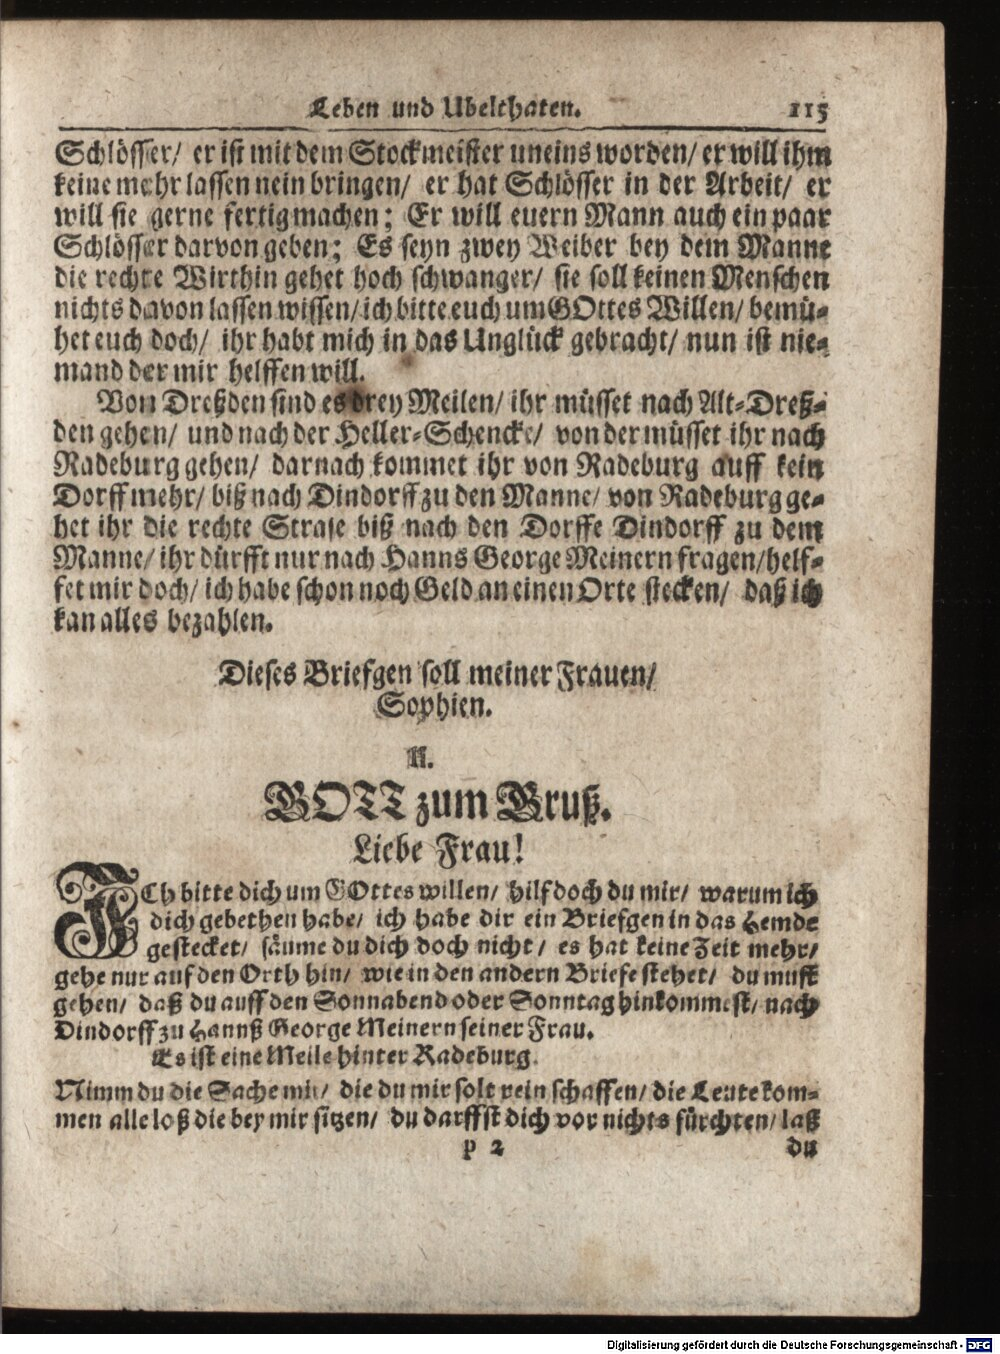 Leben und Ubelthaten. 115
Schlösser/ er ist mit dem Stockmeister uneins worden/ er will ihm
keine mehr lassen nein bringen/ er hat Schlösser in der Arbeit/ er
will sie gerne fertig machen; Er will euern Mann auch ein paar
Schlösser darvon geben; Es seyn zwey Weiber bey dem Manne
die rechte Wirthin gehet hoch schwanger/ sie soll keinen Menschen
nichts davon lassen wissen/ ich bitte euch um GOttes Willen/ bemü-
het euch doch/ ihr habt mich in das Unglück gebracht/ nun ist nie-
mand der mir helffen will.
Von Dreßden sind es drey Meilen/ ihr müsset nach Alt-Dreß-
den gehen/ und nach der Heller-Schencke/ von der müsset ihr nach
Radeburg gehen/ darnach kommet ihr von Radeburg auff kein
Dorff mehr/ biß nach Dindorff zu den Manne/ von Radeburg ge-
het ihr die rechte Strase biß nach den Dorffe Dindorff zu dem
Manne/ ihr dürfft nur nach Hanns George Meinern fragen/ helf-
fet mir doch/ ich habe schon noch Geld an einen Orte stecken/ daß ich
kan alles bezahlen.
Dieses Briefgen soll meiner Frauen/
Sophien.
II.
GOTT zum Gruß.
Liebe Frau!
ICh bitte dich um GOttes willen/ hilf doch du mir/ warum ich
dich gebethen habe/ ich habe dir ein Briefgen in das Hemde
gestecket/ säume du dich doch nicht/ es hat keine Zeit mehr/
gehe nur auf den Orth hin/ wie in den andern Briefe stehet/ du must
gehen/ daß du auff den Sonnabend oder Sonntag hinkommest/ nach
Dindorff zu Hannß George Meinern seiner Frau.
Es ist eine Meile hinter Radeburg.
Nimm du die Sache mit/ die du mir solt rein schaffen/ die Leute kom-
men alle loß die bey mir sitzen/ du darffst dich vor nichts fürchten/ laß
P 2 du
Digitalisierung gefördert durch die Deutsche Forschungsgemeinschaft - DFG